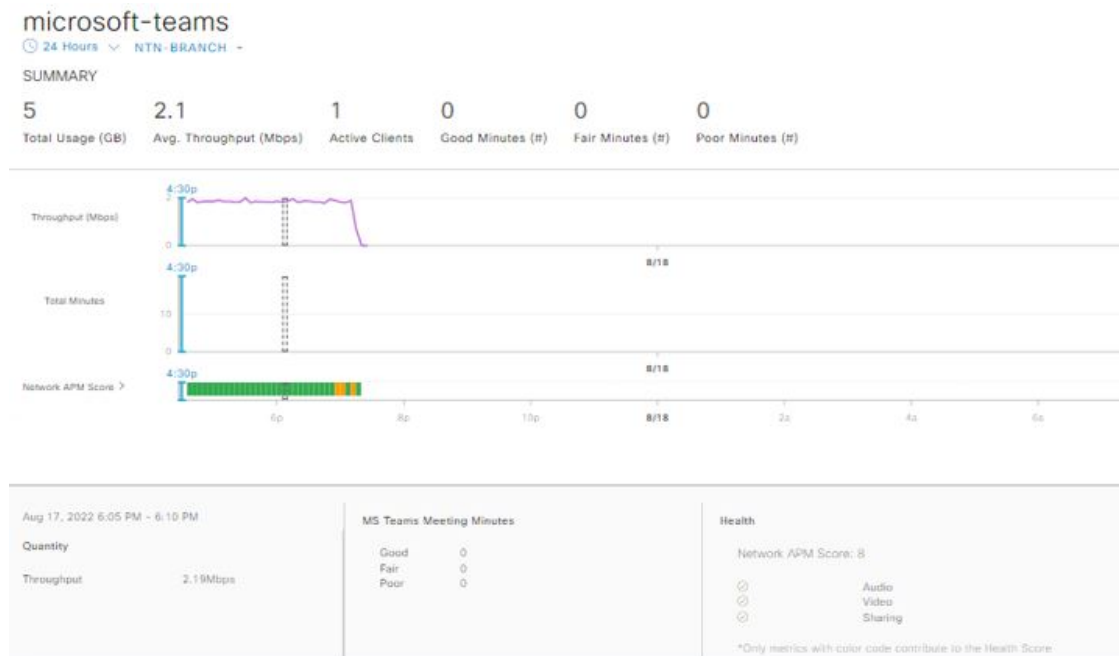 microsoft-teams
24 Hours NTN-BRANCH -
SUMMARY
5 2.1 1 0 0 0
Total Usage (GB) Avg. Throughput (Mbps) Active Clients Good Minutes (#) Fair Minutes (#) Poor Minutes (#)
4:30p
2
Throughput (Mbps)
0
8/18
4:30p
Total Minutes
10
0
8/18
4:30p
Network APM Score >
6p 8p 10p 8/18 2a 4a 6a
Aug 17, 2022 6:05 PM - 6:10 PM
Quantity
Throughput 2.19Mbps
MS Teams Meeting Minutes
Good 0
Fair 0
Poor 0
Health
Network APM Score: 8
Audio
Video
Sharing
*Only metrics with color code contribute to the Health Score